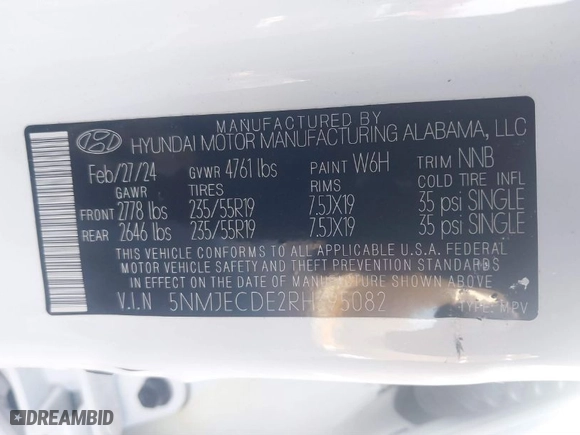 MANUFACTURED BY
HYUNDAI MOTOR MANUFACTURING ALABAMA, LLC
Feb/27/24 GVWR 4761 lbs PAINT W6H TRIM NNB
GAWR TIRES RIMS COLD TIRE INFL
FRONT 2778 lbs 235/55R19 7.5JX19 35 psi SINGLE
REAR 2646 lbs 235/55R19 7.5JX19 35 psi SINGLE
THIS VEHICLE CONFORMS TO ALL APPLICABLE U.S.A. FEDERAL
MOTOR VEHICLE SAFETY, BUMPER, AND THEFT PREVENTION STANDARDS
IN EFFECT ON THE DATE OF MANUFACTURE SHOWN ABOVE.
V.I.N TYPE: MPV
DREAMBID